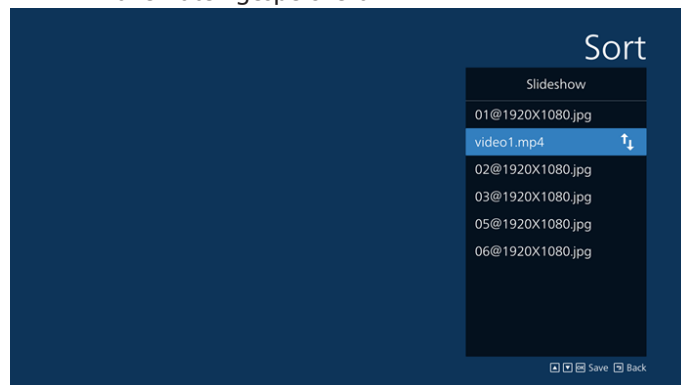 Sort
Slideshow
01@1920X1080.jpg
video1.mp4
02@1920X1080.jpg
03@1920X1080.jpg
05@1920X1080.jpg
06@1920X1080.jpg
OK Save Back